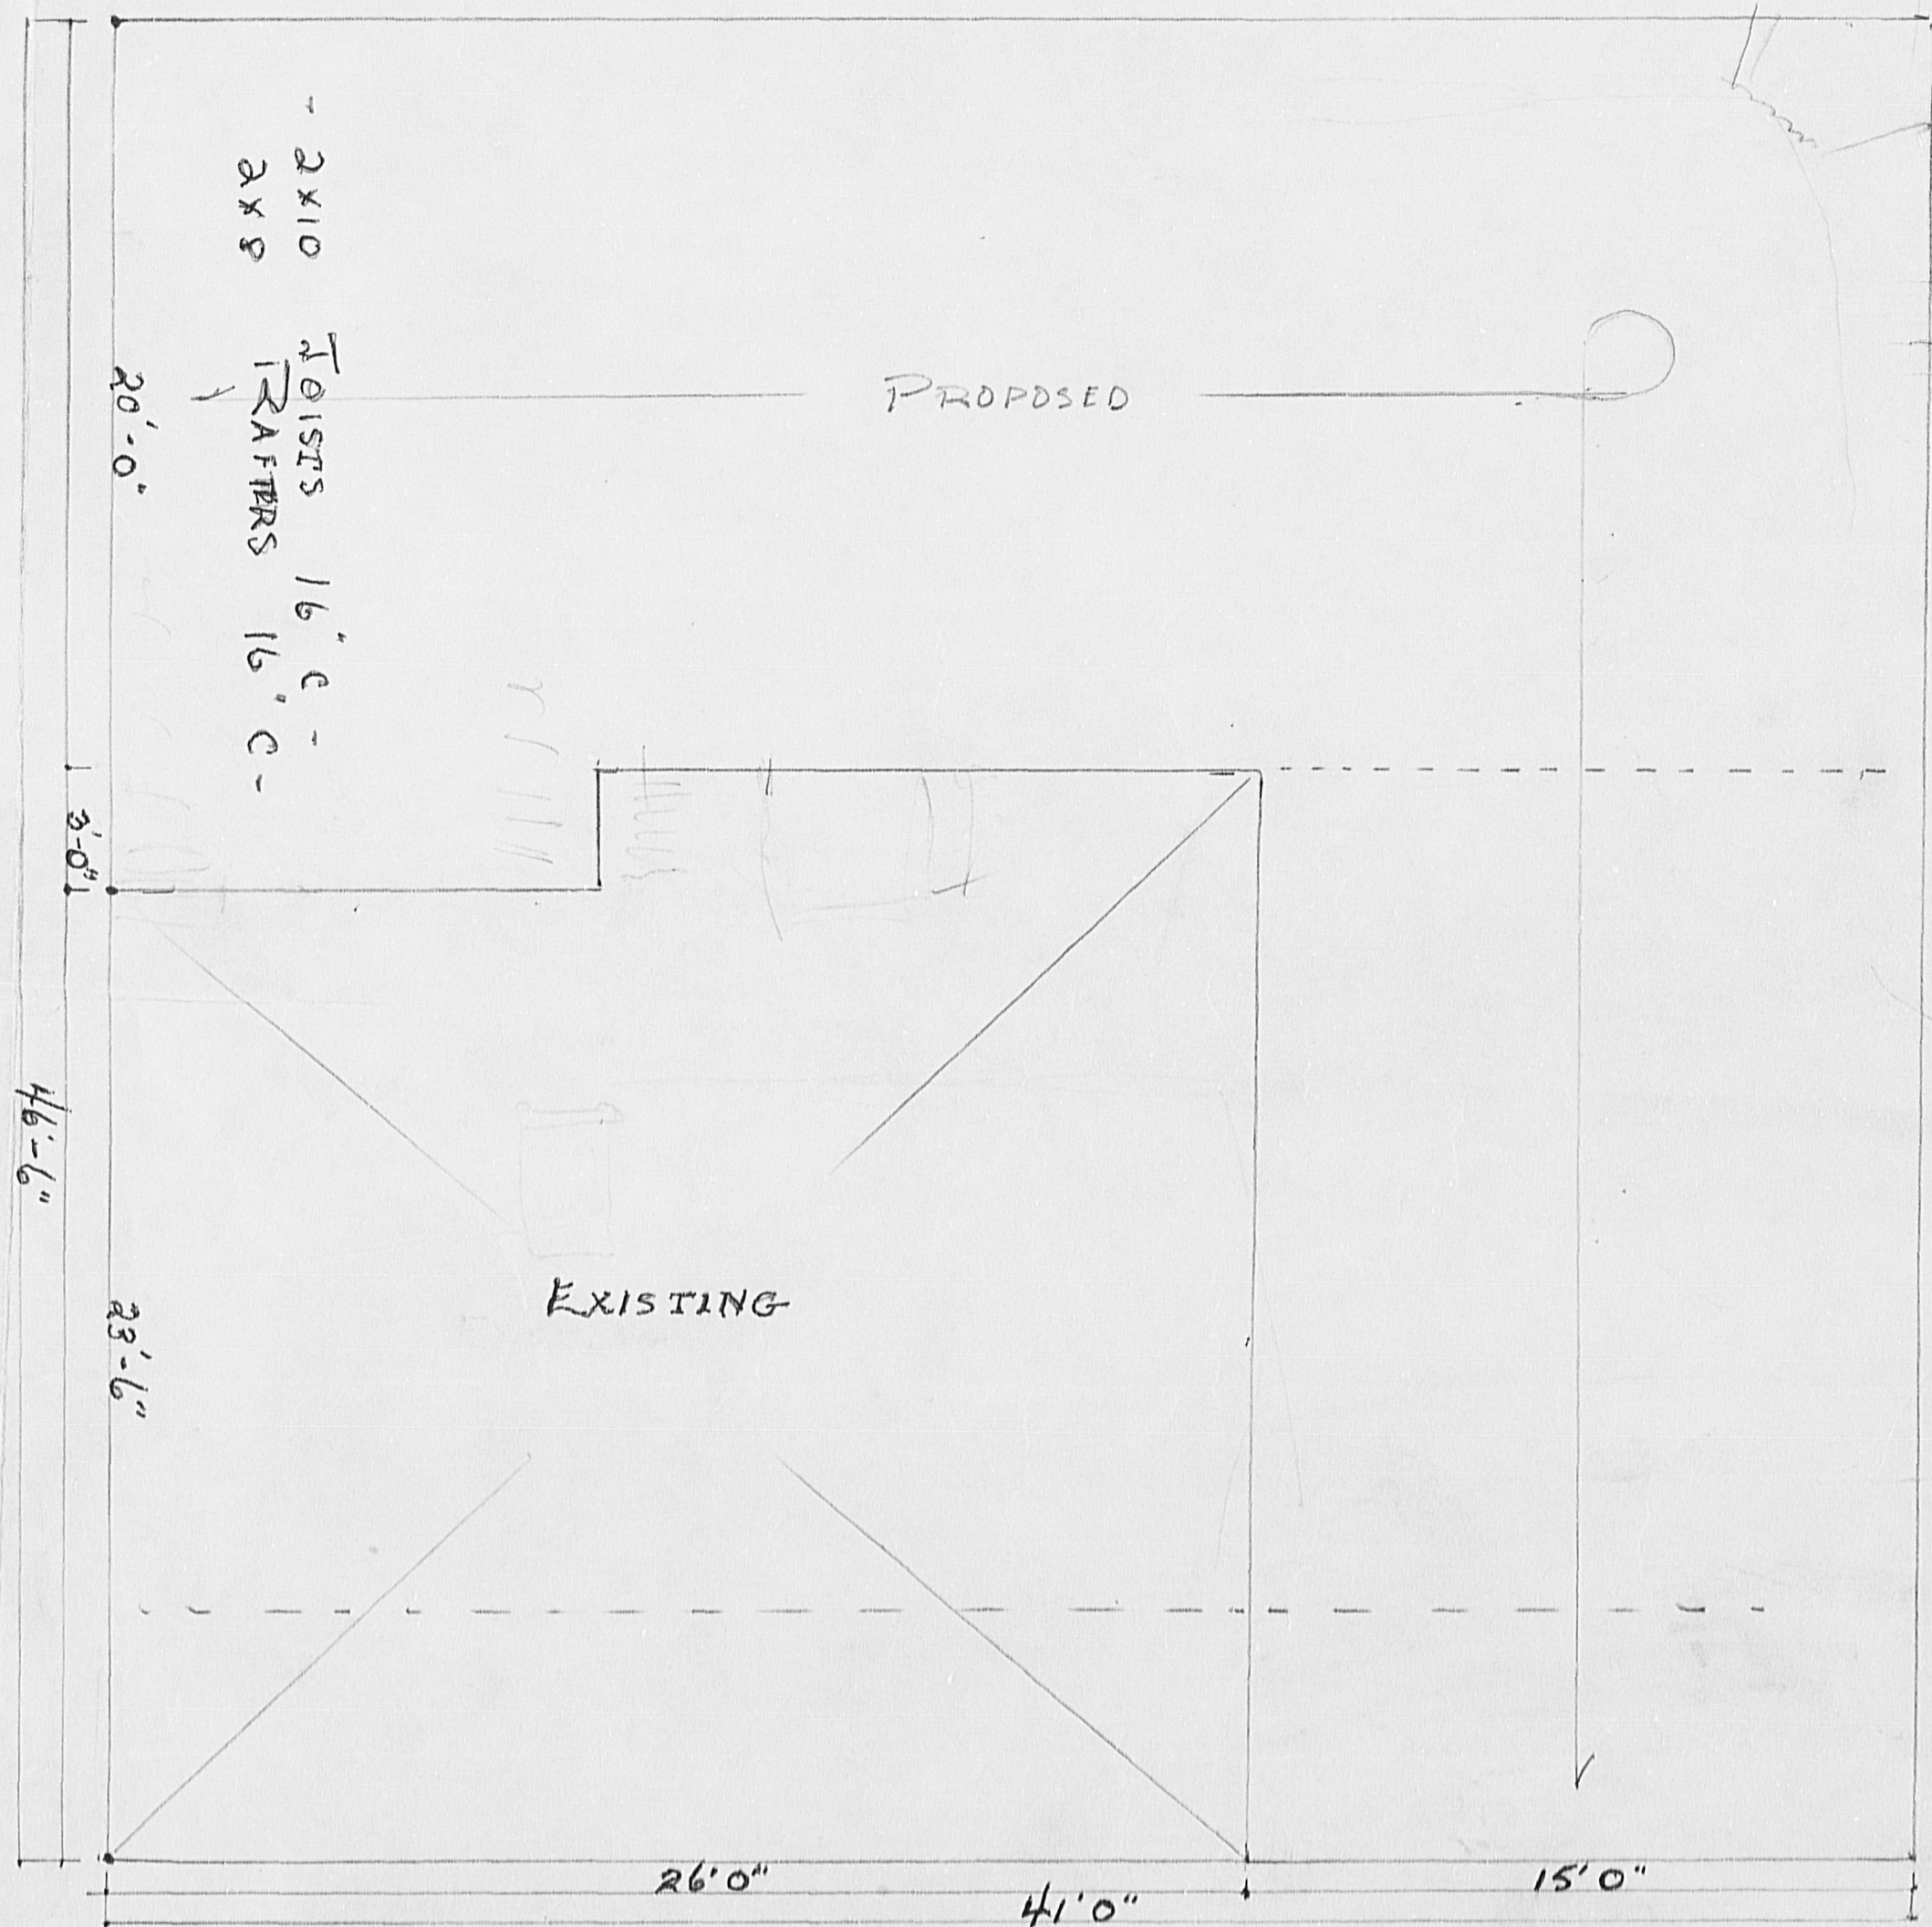 - 2x10 JOISTS 16" C -
2x8 RAFTERS 16" C -
PROPOSED
20'-0"
3'-0"
46'-6"
23'-6"
EXISTING
26'0"
15'0"
41'0"